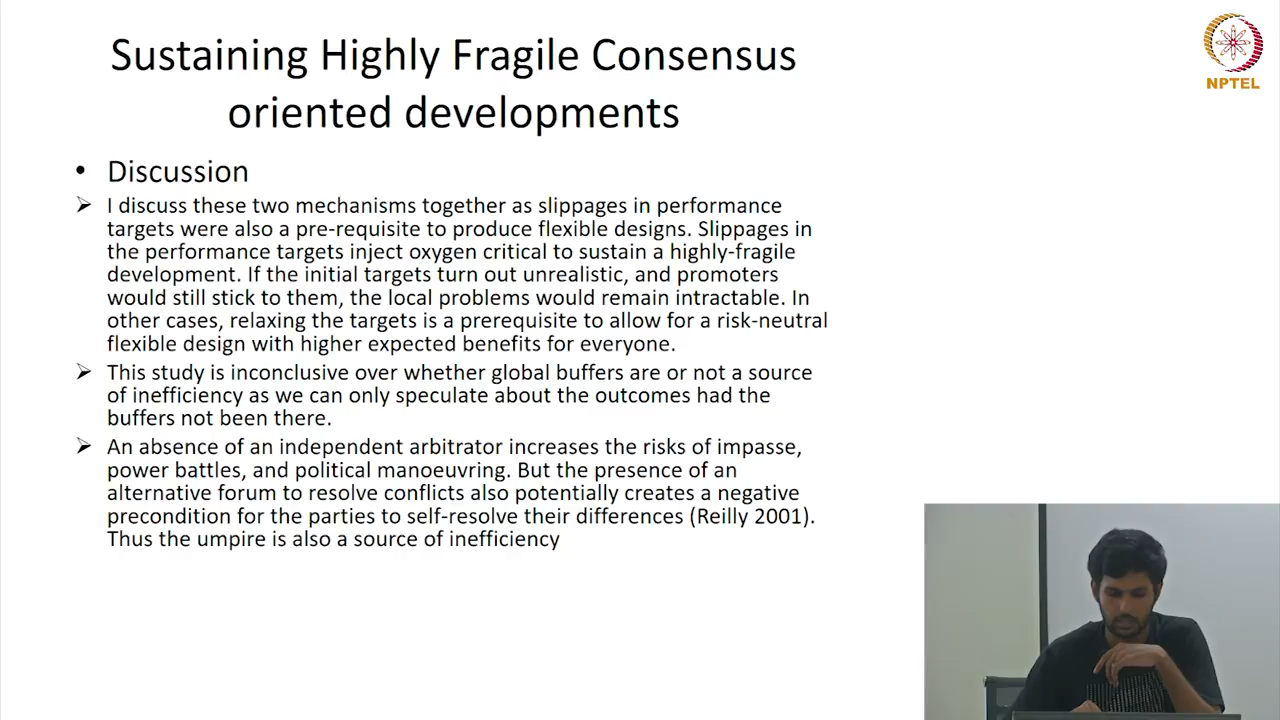 Sustaining Highly Fragile Consensus
oriented developments
NPTEL
• Discussion
➢ I discuss these two mechanisms together as slippages in performance
targets were also a pre-requisite to produce flexible designs. Slippages in
the performance targets inject oxygen critical to sustain a highly-fragile
development. If the initial targets turn out unrealistic, and promoters
would still stick to them, the local problems would remain intractable. In
other cases, relaxing the targets is a prerequisite to allow for a risk-neutral
flexible design with higher expected benefits for everyone.
➢ This study is inconclusive over whether global buffers are or not a source
of inefficiency as we can only speculate about the outcomes had the
buffers not been there.
➢ An absence of an independent arbitrator increases the risks of impasse,
power battles, and political manoeuvring. But the presence of an
alternative forum to resolve conflicts also potentially creates a negative
precondition for the parties to self-resolve their differences (Reilly 2001).
Thus the umpire is also a source of inefficiency